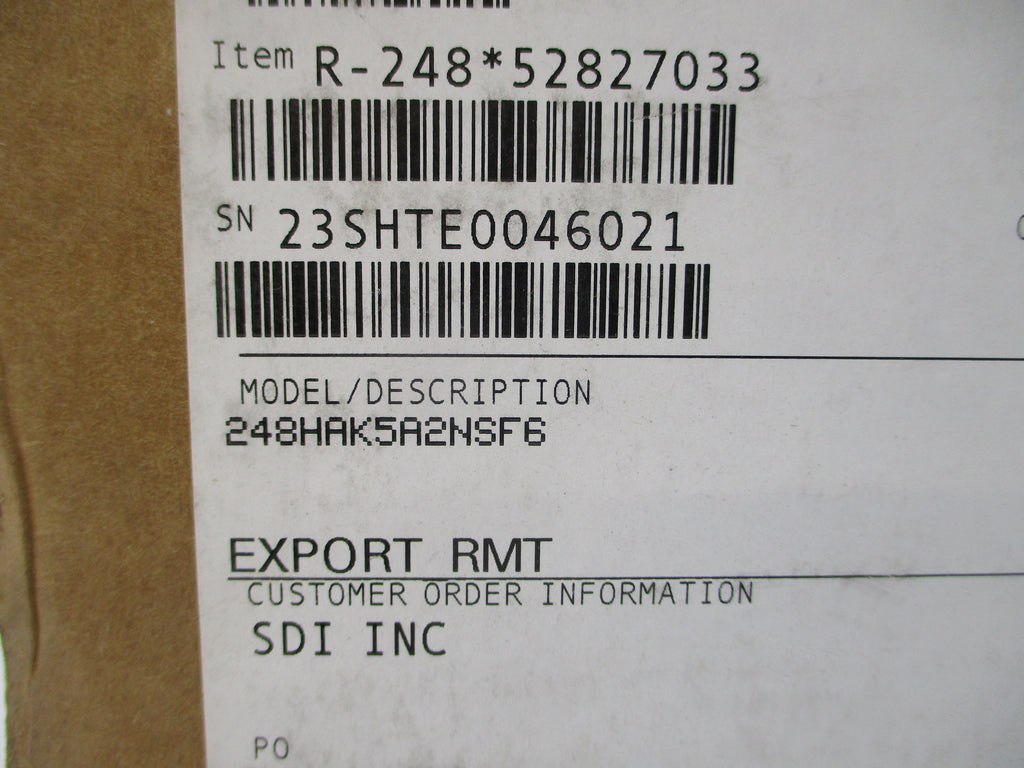 Item R-248*52827033
SN 23SHTE0046021
MODEL/DESCRIPTION
248HAK5A2NSF6
EXPORT RMT
CUSTOMER ORDER INFORMATION
SDI INC
PO